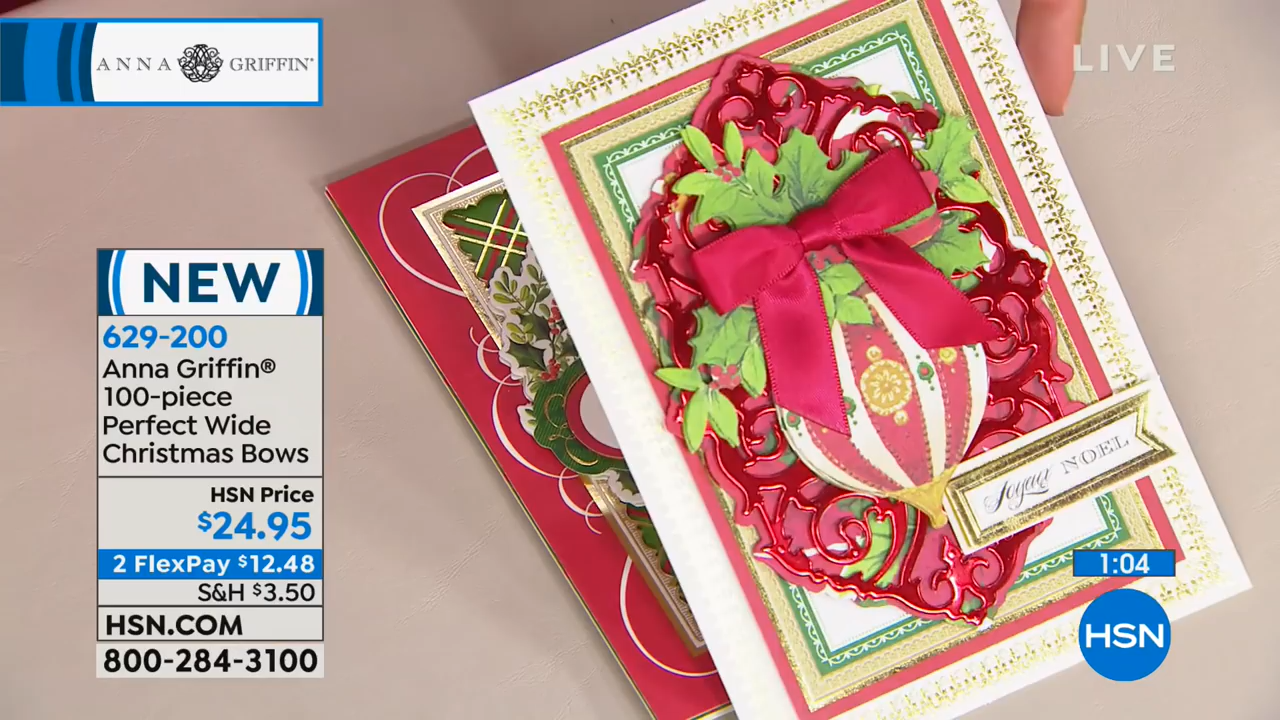 ANNA GRIFFIN®
LIVE
NEW
629-200
Anna Griffin®
100-piece
Perfect Wide
Christmas Bows
HSN Price
$24.95
2 FlexPay $12.48
S&H $3.50
HSN.COM
800-284-3100
Joyeux NOEL
1:04
HSN